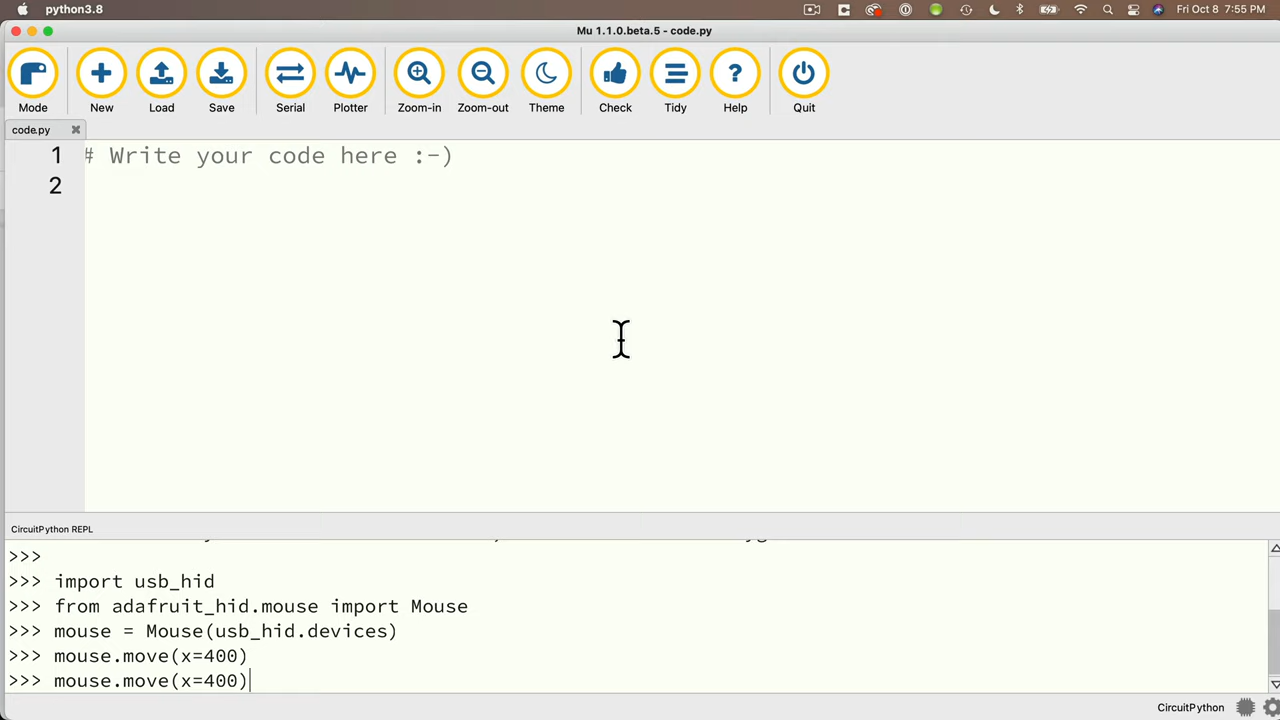 python3.8
Fri Oct 8 7:55 PM
Mu 1.1.0.beta.5 - code.py
Mode New Load Save Serial Plotter Zoom-in Zoom-out Theme Check Tidy Help Quit
code.py
1 # Write your code here :-)
2
CircuitPython REPL
>>>
>>> import usb_hid
>>> from adafruit_hid.mouse import Mouse
>>> mouse = Mouse(usb_hid.devices)
>>> mouse.move(x=400)
>>> mouse.move(x=400)
CircuitPython